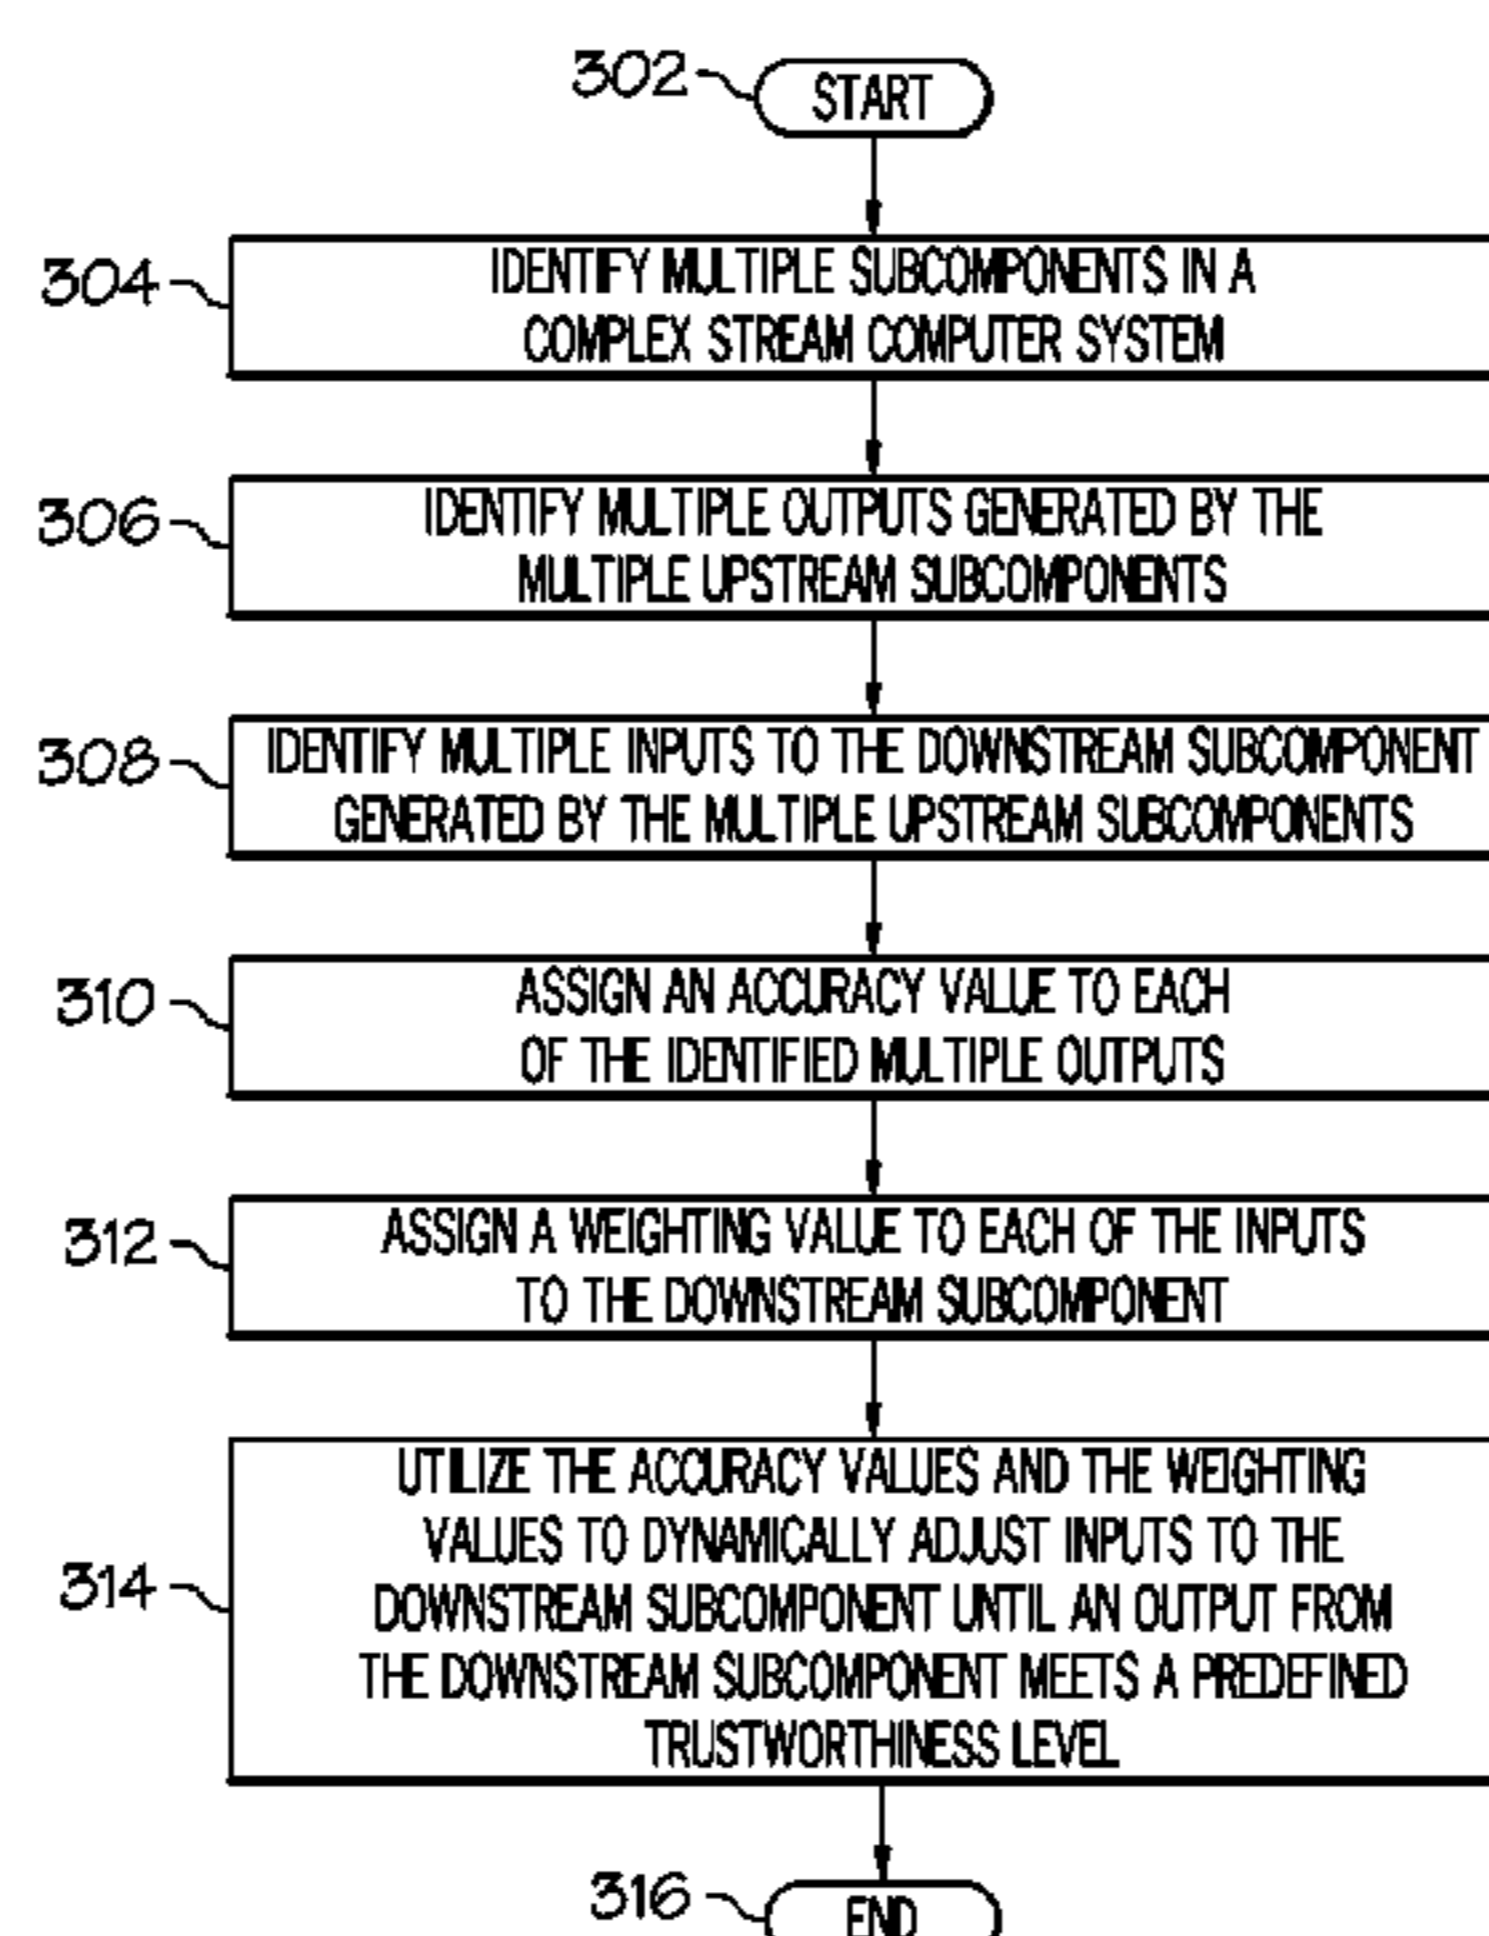 302
START
304
IDENTIFY MULTIPLE SUBCOMPONENTS IN A
COMPLEX STREAM COMPUTER SYSTEM
306
IDENTIFY MULTIPLE OUTPUTS GENERATED BY THE
MULTIPLE UPSTREAM SUBCOMPONENTS
308
IDENTIFY MULTIPLE INPUTS TO THE DOWNSTREAM SUBCOMPONENT
GENERATED BY THE MULTIPLE UPSTREAM SUBCOMPONENTS
310
ASSIGN AN ACCURACY VALUE TO EACH
OF THE IDENTIFIED MULTIPLE OUTPUTS
312
ASSIGN A WEIGHTING VALUE TO EACH OF THE INPUTS
TO THE DOWNSTREAM SUBCOMPONENT
314
UTILIZE THE ACCURACY VALUES AND THE WEIGHTING
VALUES TO DYNAMICALLY ADJUST INPUTS TO THE
DOWNSTREAM SUBCOMPONENT UNTIL AN OUTPUT FROM
THE DOWNSTREAM SUBCOMPONENT MEETS A PREDEFINED
TRUSTWORTHINESS LEVEL
316
END